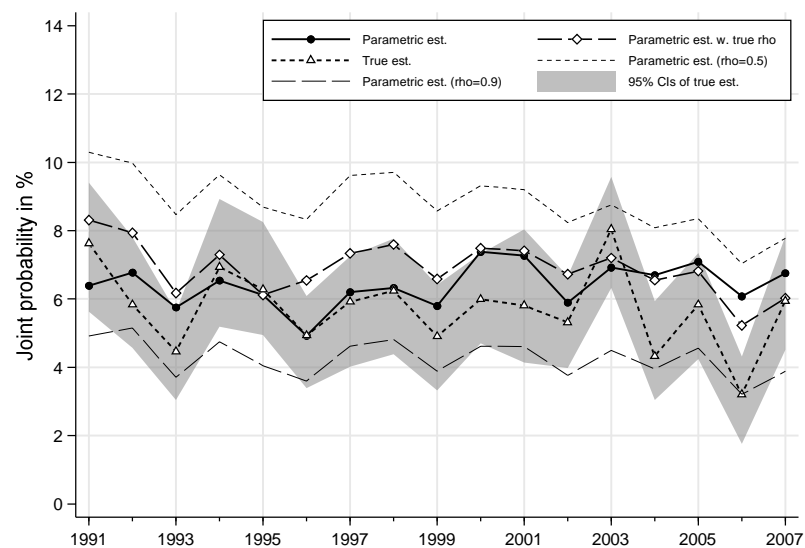 14
12
10
8
6
4
2
0
Joint probability in %
Parametric est.
True est.
Parametric est. (rho=0.9)
Parametric est. w. true rho
Parametric est. (rho=0.5)
95% CIs of true est.
1991 1993 1995 1997 1999 2001 2003 2005 2007